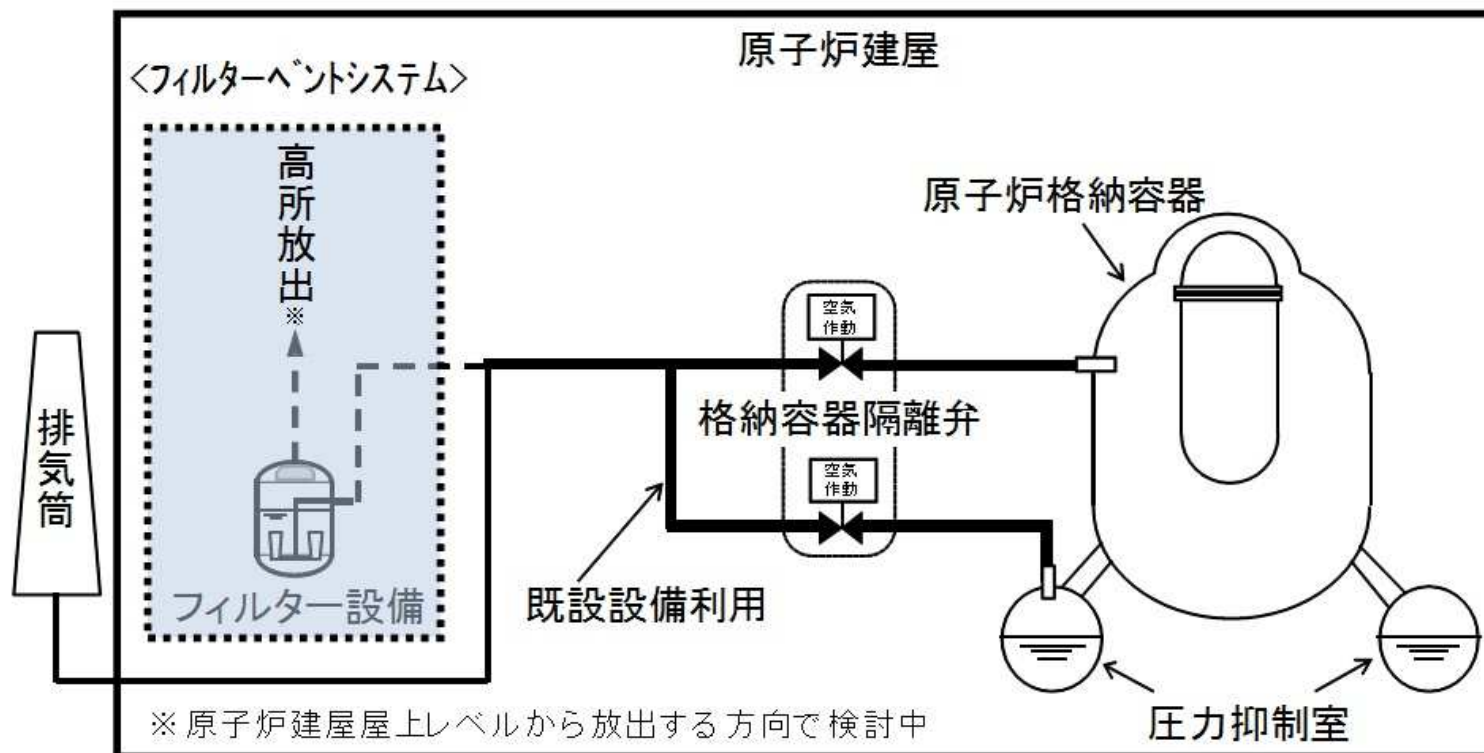 原子炉建屋
<フィルターベントシステム>
高所放出※
原子炉格納容器
空気
作動
格納容器隔離弁
空気
作動
排気筒
フィルター設備
既設設備利用
圧力抑制室
※原子炉建屋屋上レベルから放出する方向で検討中